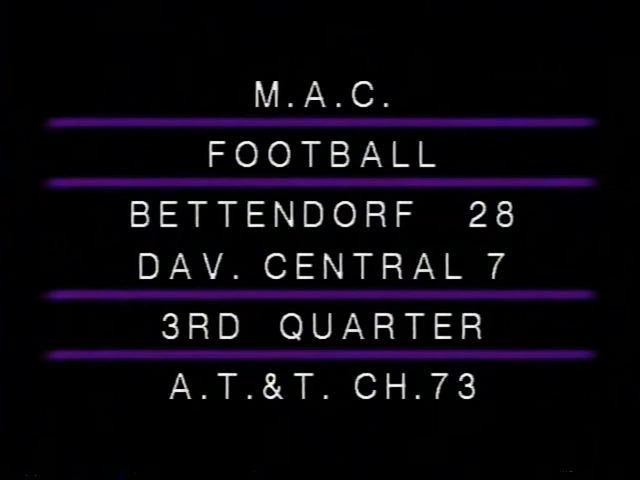 M.A.C.
FOOTBALL
BETTENDORF 28
DAV. CENTRAL 7
3RD QUARTER
A.T.&T. CH.73